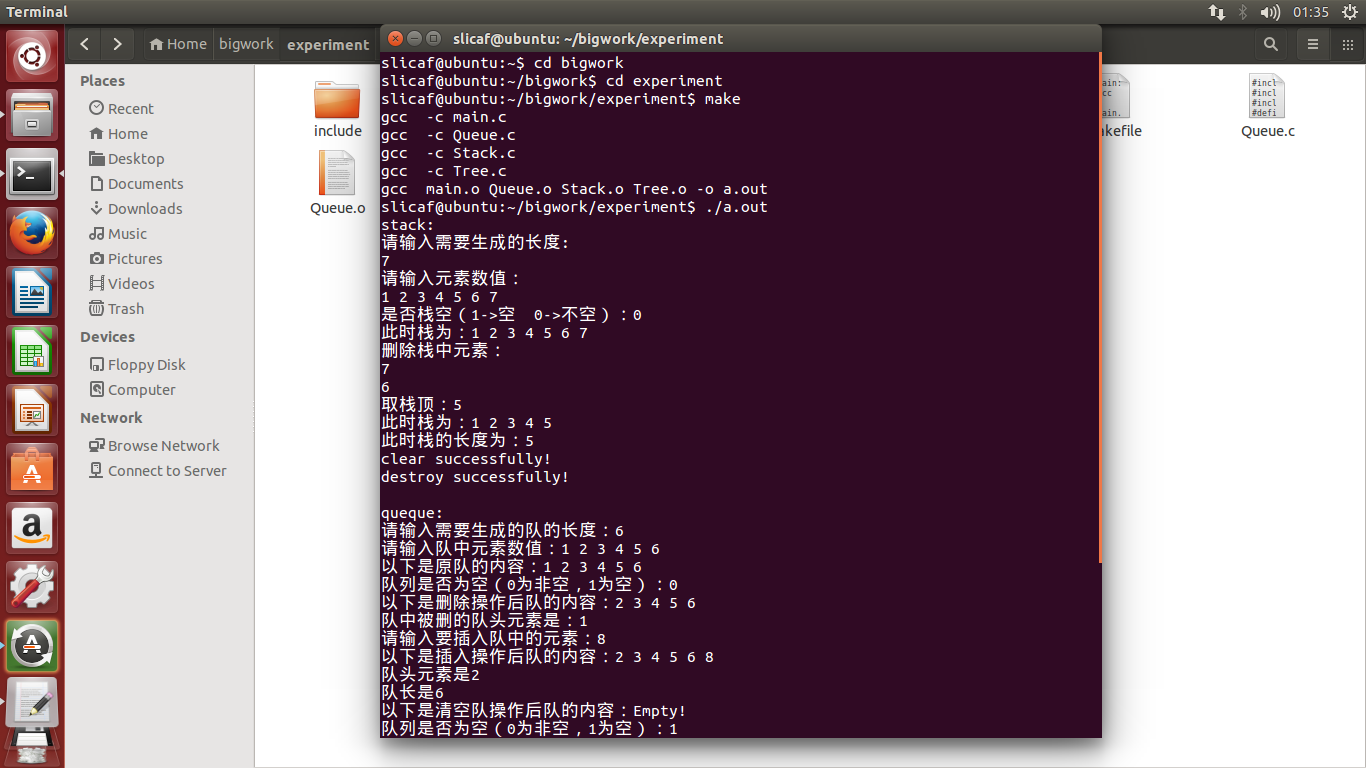 Terminal
01:35
Home
bigwork
experiment
slicaf@ubuntu: ~/bigwork/experiment
Places
Recent
Home
Desktop
Documents
Downloads
Music
Pictures
Videos
Trash
Devices
Floppy Disk
Computer
Network
Browse Network
Connect to Server
include
Queue.o
slicaf@ubuntu:~$ cd bigwork
slicaf@ubuntu:~/bigwork$ cd experiment
slicaf@ubuntu:~/bigwork/experiment$ make
gcc  -c main.c
gcc  -c Queue.c
gcc  -c Stack.c
gcc  -c Tree.c
gcc  main.o Queue.o Stack.o Tree.o -o a.out
slicaf@ubuntu:~/bigwork/experiment$ ./a.out
stack:
请输入需要生成的长度:
7
请输入元素数值：
1 2 3 4 5 6 7
是否栈空（1->空  0->不空）：0
此时栈为：1 2 3 4 5 6 7
删除栈中元素：
7
6
取栈顶：5
此时栈为：1 2 3 4 5
此时栈的长度为：5
clear successfully!
destroy successfully!
queque:
请输入需要生成的队的长度：6
请输入队中元素数值：1 2 3 4 5 6
以下是原队的内容：1 2 3 4 5 6
队列是否为空（0为非空，1为空）：0
以下是删除操作后队的内容：2 3 4 5 6
队中被删的队头元素是：1
请输入要插入队中的元素：8
以下是插入操作后队的内容：2 3 4 5 6 8
队头元素是2
队长是6
以下是清空队操作后队的内容：Empty!
队列是否为空（0为非空，1为空）：1
ain:
cc
ain.
akefile
#incl
#incl
#incl
#defi
Queue.c